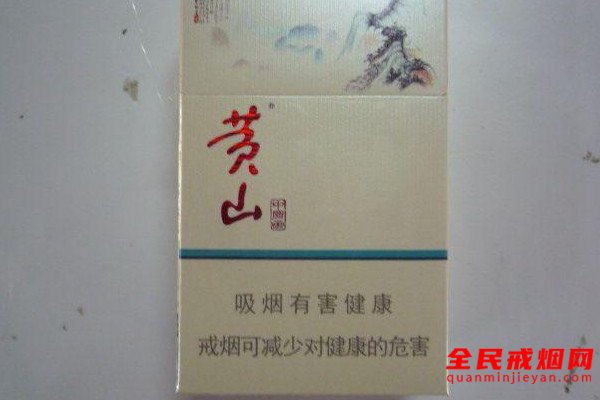 黄山
®
吸烟有害健康
戒烟可减少对健康的危害
全民戒烟网
quanminjieyan.com